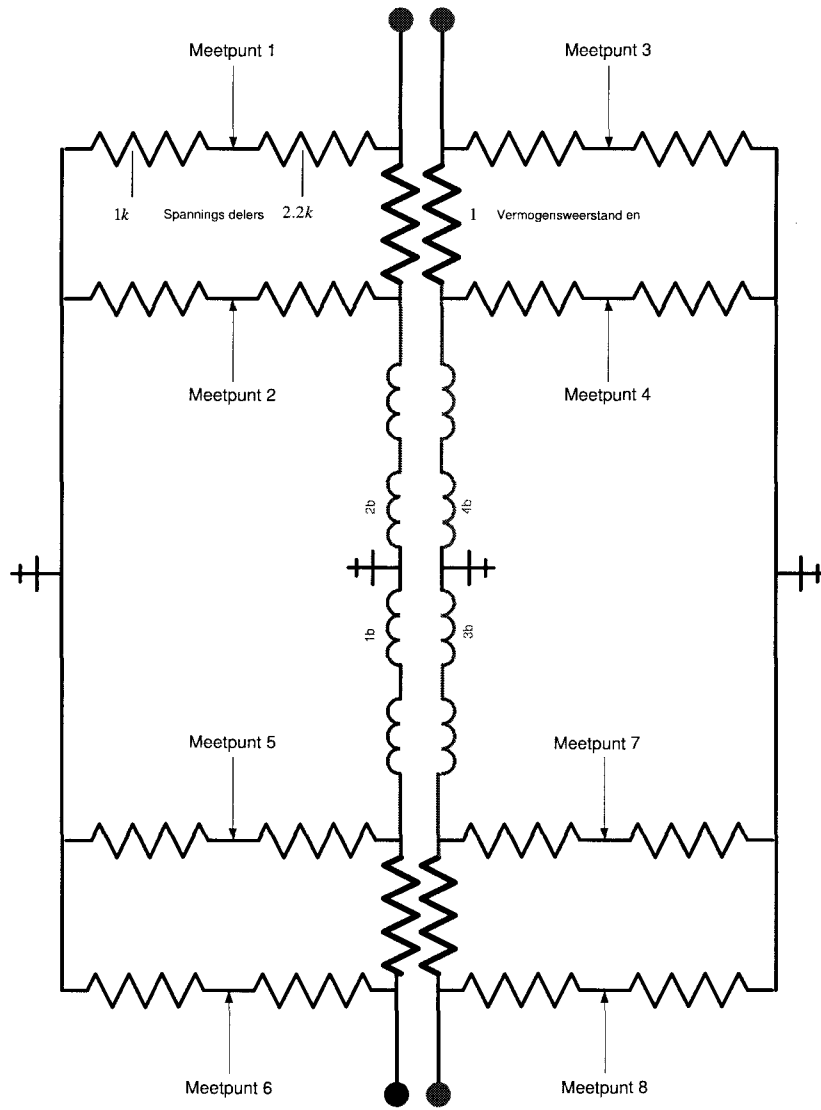 Meetpunt 1
Meetpunt 3
1k
Spannings delers
2.2k
1
Vermogensweerstand en
Meetpunt 2
Meetpunt 4
2b
4b
1b
3b
Meetpunt 5
Meetpunt 7
Meetpunt 6
Meetpunt 8